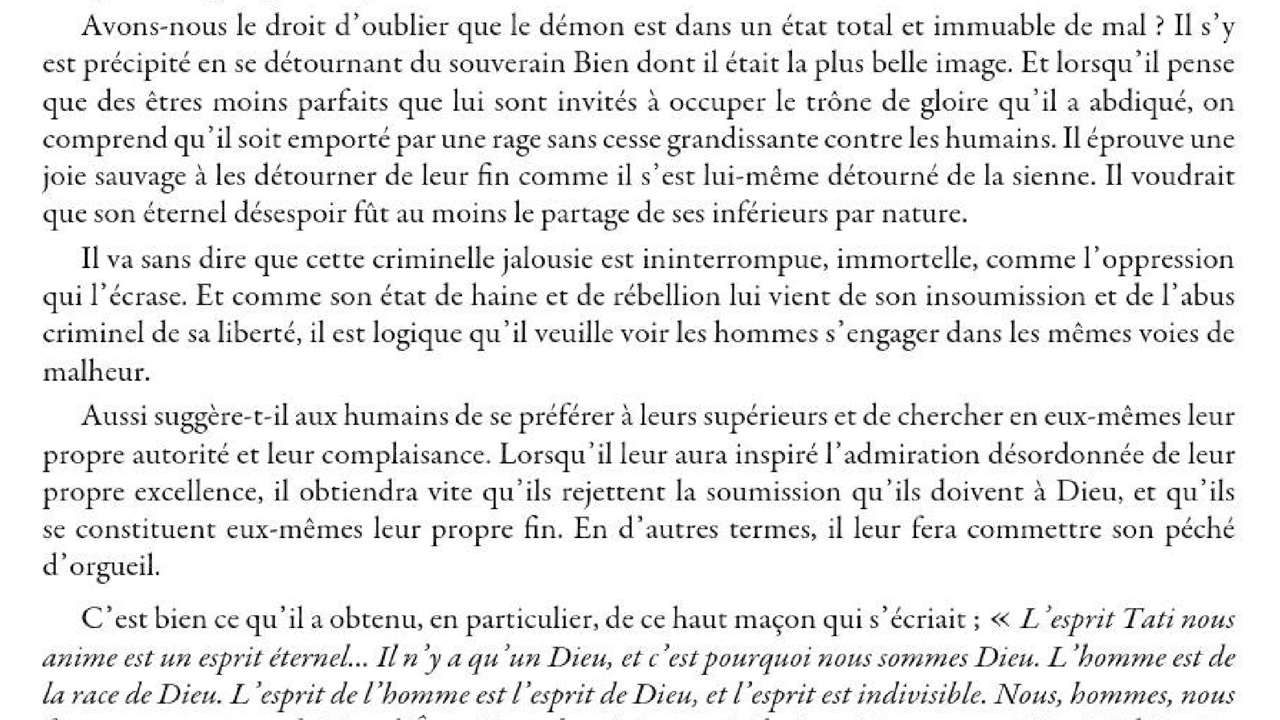 Avons-nous le droit d’oublier que le démon est dans un état total et immuable de mal ? Il s’y
est précipité en se détournant du souverain Bien dont il était la plus belle image. Et lorsqu’il pense
que des êtres moins parfaits que lui sont invités à occuper le trône de gloire qu’il a abdiqué, on
comprend qu’il soit emporté par une rage sans cesse grandissante contre les humains. Il éprouve une
joie sauvage à les détourner de leur fin comme il s’est lui-même détourné de la sienne. Il voudrait
que son éternel désespoir fût au moins le partage de ses inférieurs par nature.
Il va sans dire que cette criminelle jalousie est ininterrompue, immortelle, comme l’oppression
qui l’écrase. Et comme son état de haine et de rébellion lui vient de son insoumission et de l’abus
criminel de sa liberté, il est logique qu’il veuille voir les hommes s’engager dans les mêmes voies de
malheur.
Aussi suggère-t-il aux humains de se préférer à leurs supérieurs et de chercher en eux-mêmes leur
propre autorité et leur complaisance. Lorsqu’il leur aura inspiré l’admiration désordonnée de leur
propre excellence, il obtiendra vite qu’ils rejettent la soumission qu’ils doivent à Dieu, et qu’ils
se constituent eux-mêmes leur propre fin. En d’autres termes, il leur fera commettre son péché
d’orgueil.
C’est bien ce qu’il a obtenu, en particulier, de ce haut maçon qui s’écriait ; « L’esprit Tati nous
anime est un esprit éternel... Il n’y a qu’un Dieu, et c’est pourquoi nous sommes Dieu. L’homme est de
la race de Dieu. L’esprit de l’homme est l’esprit de Dieu, et l’esprit est indivisible. Nous, hommes, nous